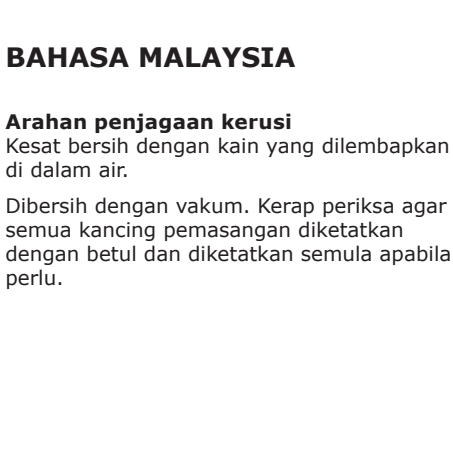 BAHASA MALAYSIA
Arahan penjagaan kerusi
Kesat bersih dengan kain yang dilembapkan
di dalam air.
Dibersih dengan vakum. Kerap periksa agar
semua kancing pemasangan diketatkan
dengan betul dan diketatkan semula apabila
perlu.